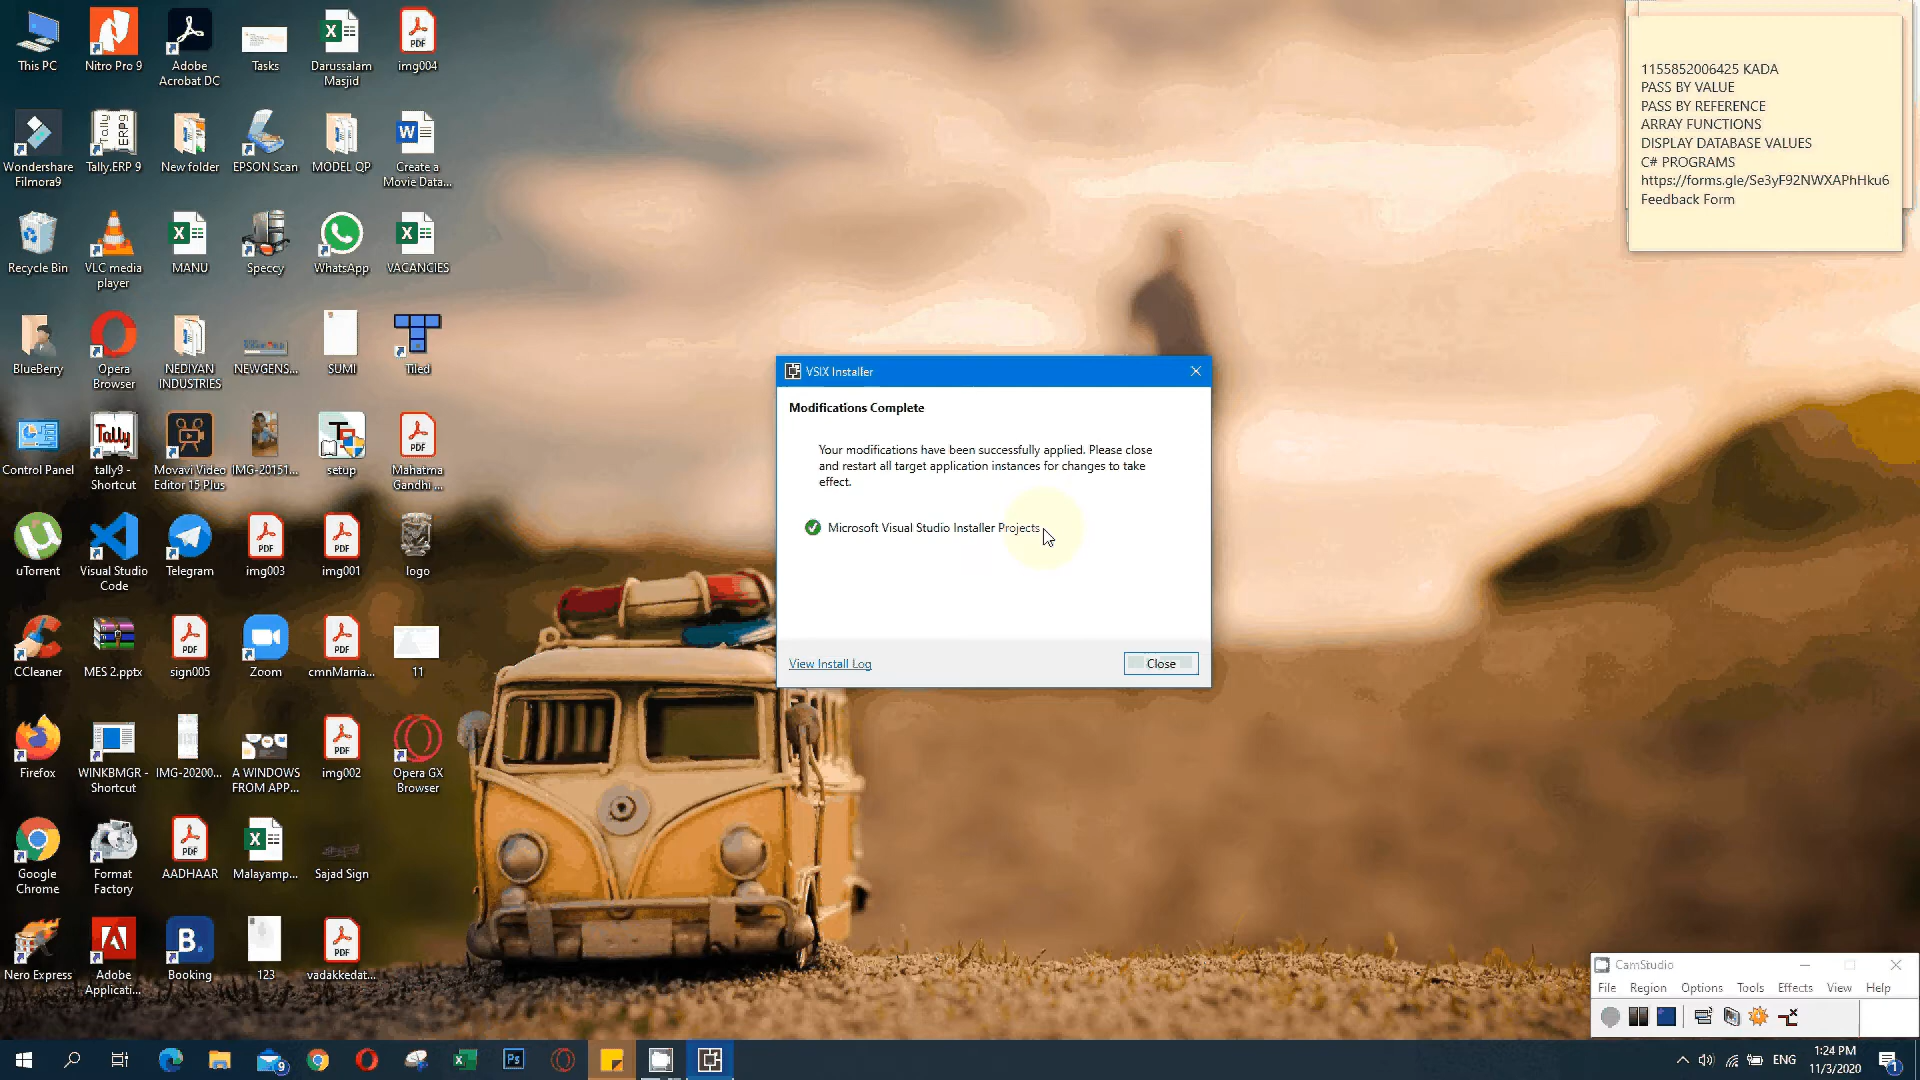 This PC
Nitro Pro 9
Adobe
Acrobat DC
Tasks
Darussalam
Masjid
img004
Wondershare
Filmora9
Tally.ERP 9
New folder
EPSON Scan
MODEL QP
Create a
Movie Data...
Recycle Bin
VLC media
player
MANU
Speccy
WhatsApp
VACANCIES
BlueBerry
Opera
Browser
NEDIYAN
INDUSTRIES
NEWGENS...
SUMI
Tiled
Control Panel
tally9 -
Shortcut
Movavi Video
Editor 15 Plus
IMG-20151...
setup
Mahatma
Gandhi ...
uTorrent
Visual Studio
Code
Telegram
img003
img001
logo
CCleaner
MES 2.pptx
sign005
Zoom
cmnMarria...
11
Firefox
WINKBMGR -
Shortcut
IMG-20200...
A WINDOWS
FROM APP...
img002
Opera GX
Browser
Google
Chrome
Format
Factory
AADHAAR
Malayamp...
Sajad Sign
Nero Express
Adobe
Applicati...
Booking
123
vadakkedat...
1155852006425 KADA
PASS BY VALUE
PASS BY REFERENCE
ARRAY FUNCTIONS
DISPLAY DATABASE VALUES
C# PROGRAMS
https://forms.gle/Se3yF92NWXAPhHku6
Feedback Form
VSIX Installer
Modifications Complete
Your modifications have been successfully applied. Please close
and restart all target application instances for changes to take
effect.
Microsoft Visual Studio Installer Projects
View Install Log
Close
CamStudio
File Region Options Tools Effects View Help
ENG
1:24 PM
11/3/2020